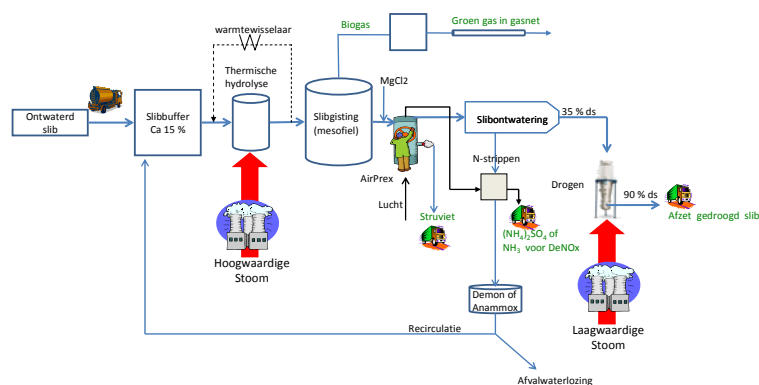 Biogas
Groen gas in gasnet
warmtewisselaar
Thermische
hydrolyse
MgCl2
Ontwaterd
slib
Slibbuffer
Ca 15 %
Slibgisting
(mesofiel)
Slibontwatering
35 % ds
N-strippen
AirPrex
Lucht
Drogen
90 % ds
Struviet
(NH4)2SO4 of
NH3 voor DeNOx
Afzet gedroogd slib
Hoogwaardige
Stoom
Demon of
Anammox
Laagwaardige
Stoom
Recirculatie
Afvalwaterlozing